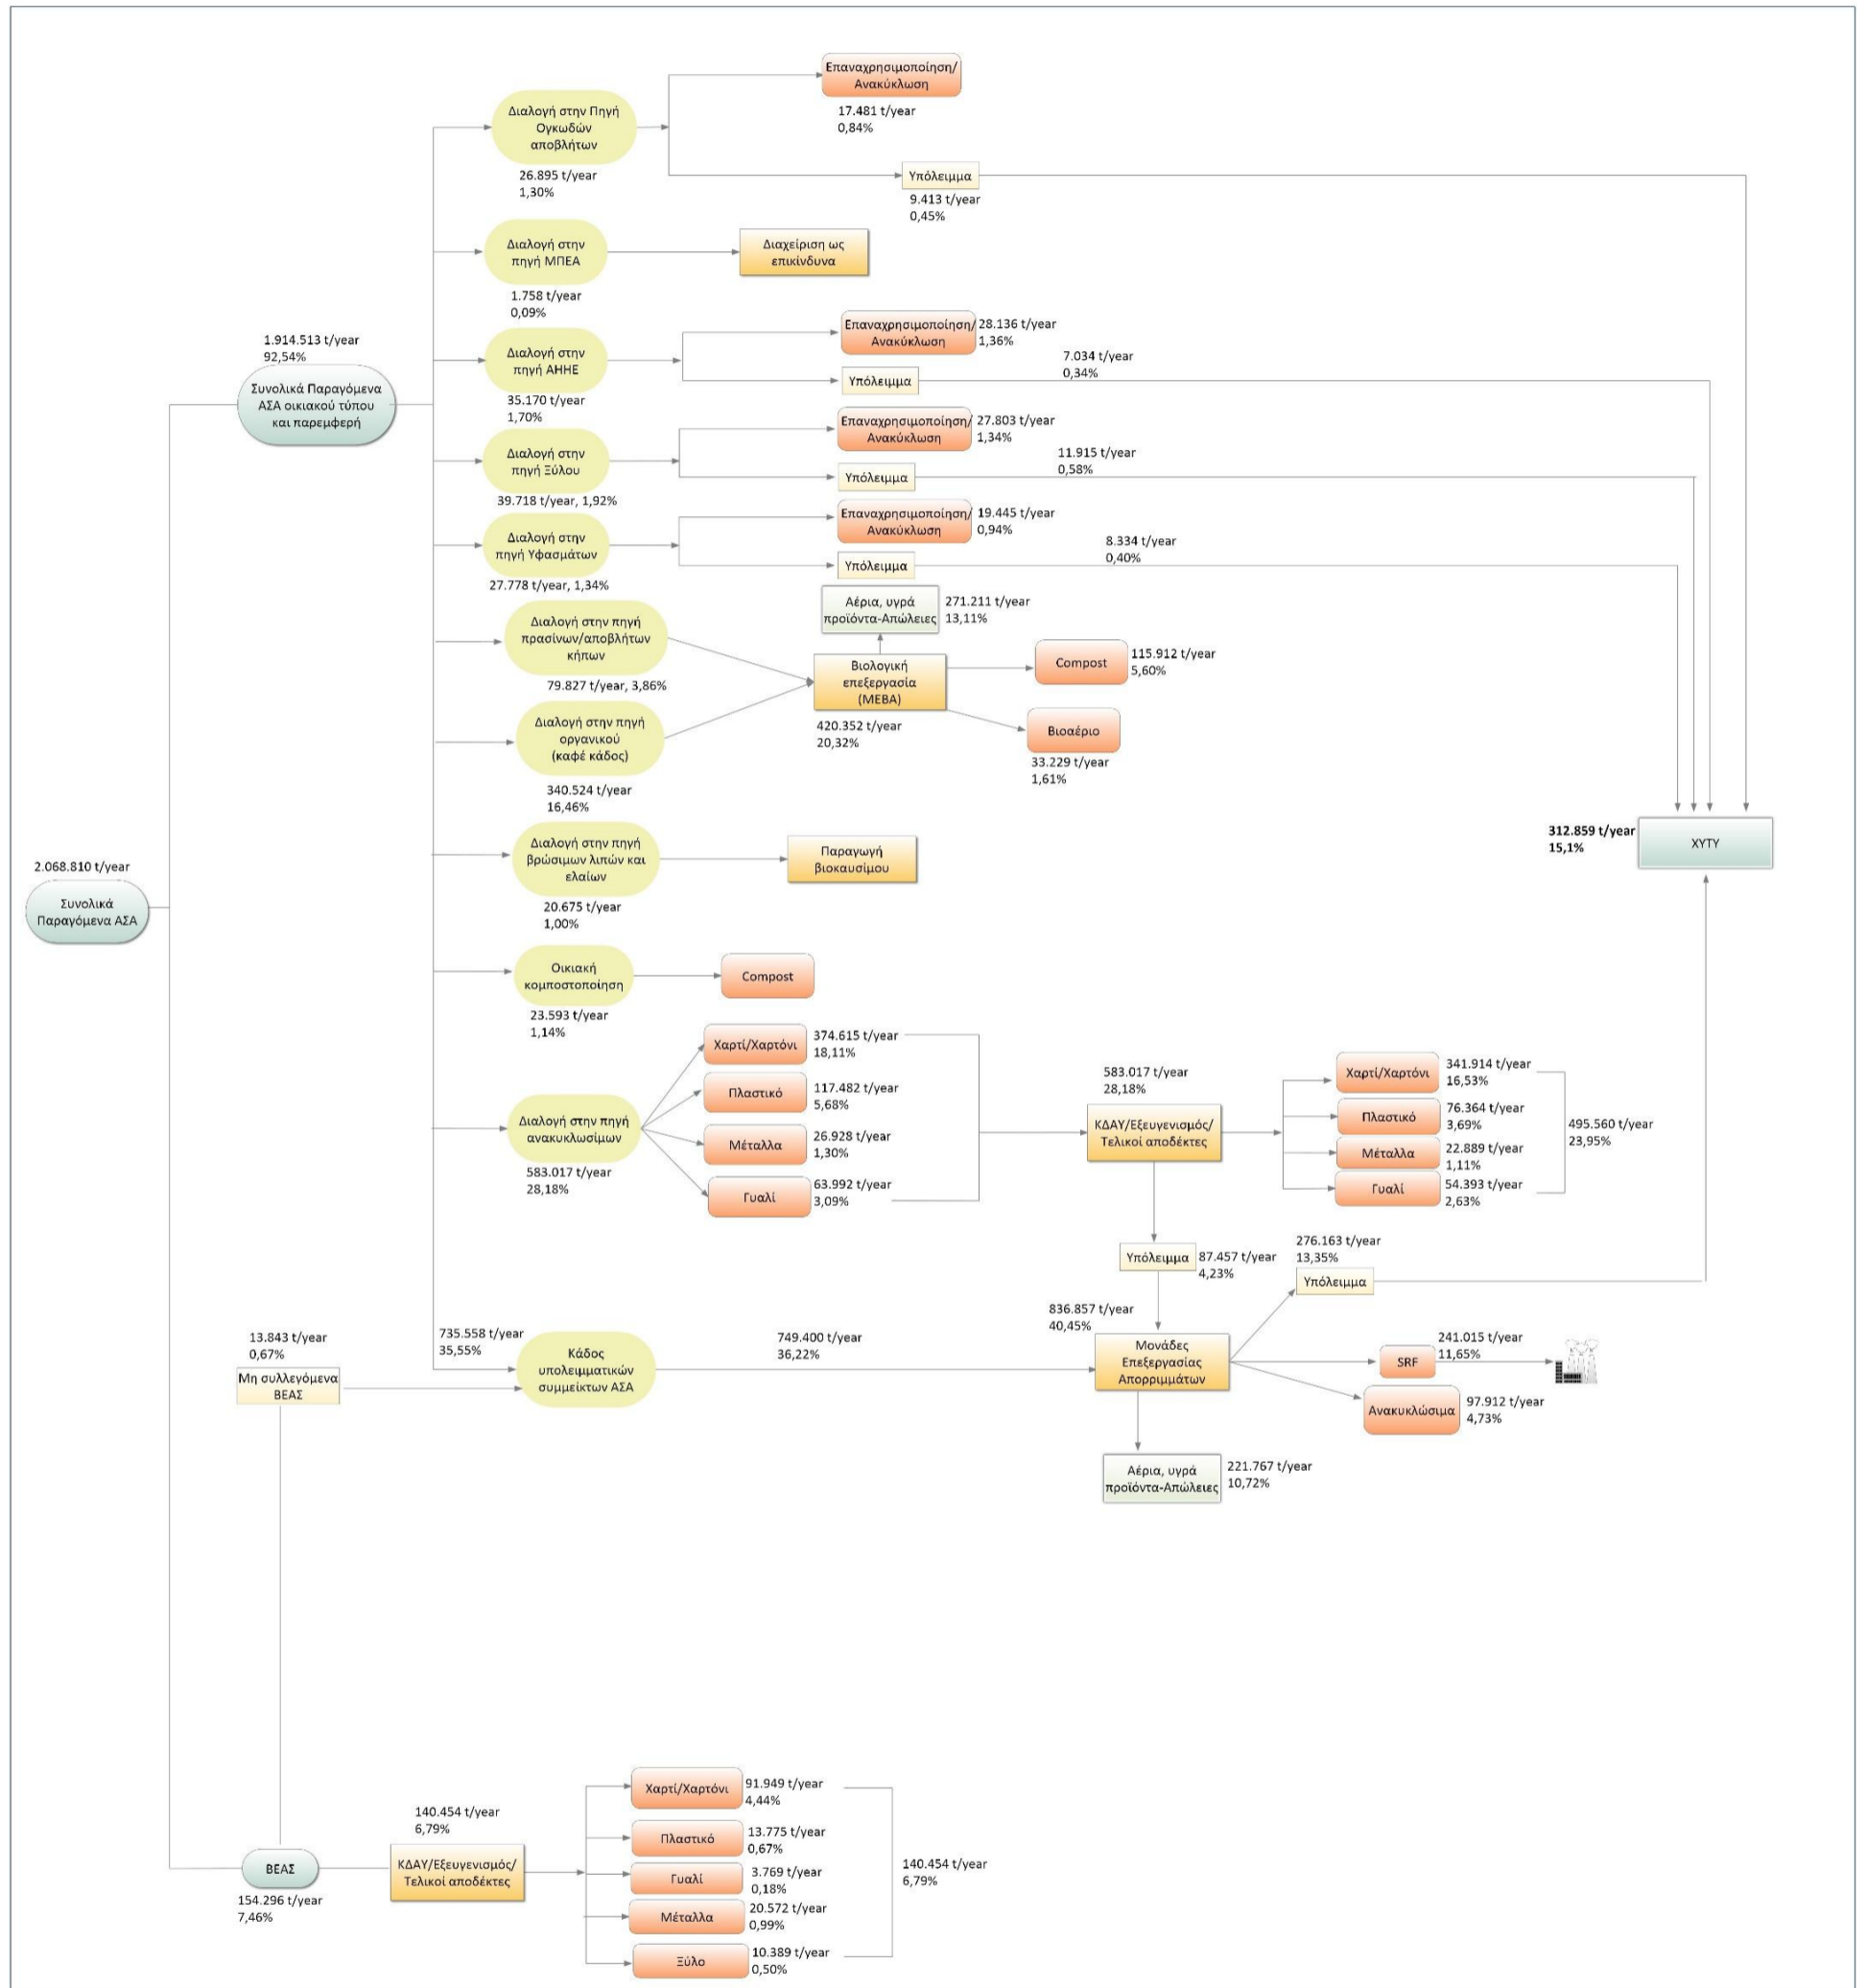 Επαναχρησιμοποίηση/
Ανακύκλωση
17.481 t/year
0,84%
Διαλογή στην Πηγή
Ογκωδών
αποβλήτων
26.895 t/year
1,30%
Υπόλειμμα
9.413 t/year
0,45%
Διαλογή στην
πηγή ΜΠΕΑ
1.758 t/year
0,09%
Διαχείριση ως
επικίνδυνα
1.914.513 t/year
92,54%
Συνολικά Παραγόμενα
ΑΣΑ οικιακού τύπου
και παρεμφερή
Διαλογή στην
πηγή ΑΗΗΕ
35.170 t/year
1,70%
Επαναχρησιμοποίηση/
Ανακύκλωση
28.136 t/year
1,36%
Υπόλειμμα
7.034 t/year
0,34%
Διαλογή στην
πηγή Ξύλου
39.718 t/year, 1,92%
Επαναχρησιμοποίηση/
Ανακύκλωση
27.803 t/year
1,34%
Υπόλειμμα
11.915 t/year
0,58%
Διαλογή στην
πηγή Υφασμάτων
27.778 t/year, 1,34%
Επαναχρησιμοποίηση/
Ανακύκλωση
19.445 t/year
0,94%
Υπόλειμμα
8.334 t/year
0,40%
Διαλογή στην πηγή
πρασίνων/αποβλήτων
κήπων
79.827 t/year, 3,86%
Αέρια, υγρά
προϊόντα-Απώλειες
271.211 t/year
13,11%
Βιολογική
επεξεργασία
(ΜΕΒΑ)
420.352 t/year
20,32%
Compost
115.912 t/year
5,60%
Βιοαέριο
33.229 t/year
1,61%
Διαλογή στην πηγή
οργανικού
(καφέ κάδος)
340.524 t/year
16,46%
312.859 t/year
15,1%
ΧΥΤΥ
Διαλογή στην πηγή
βρώσιμων λιπών και
ελαίων
20.675 t/year
1,00%
Παραγωγή
βιοκαυσίμου
2.068.810 t/year
Συνολικά
Παραγόμενα ΑΣΑ
Οικιακή
κομποστοποίηση
23.593 t/year
1,14%
Compost
Διαλογή στην πηγή
ανακυκλωσίμων
583.017 t/year
28,18%
Χαρτί/Χαρτόνι
374.615 t/year
18,11%
Πλαστικό
117.482 t/year
5,68%
Μέταλλα
26.928 t/year
1,30%
Γυαλί
63.992 t/year
3,09%
583.017 t/year
28,18%
ΚΔΑΥ/Εξευγενισμός/
Τελικοί αποδέκτες
Χαρτί/Χαρτόνι
341.914 t/year
16,53%
Πλαστικό
76.364 t/year
3,69%
Μέταλλα
22.889 t/year
1,11%
Γυαλί
54.393 t/year
2,63%
495.560 t/year
23,95%
Υπόλειμμα
87.457 t/year
4,23%
276.163 t/year
13,35%
Υπόλειμμα
13.843 t/year
0,67%
Μη συλλεγόμενα
ΒΕΑΣ
735.558 t/year
35,55%
Κάδος
υπολειμματικών
συμμείκτων ΑΣΑ
749.400 t/year
36,22%
836.857 t/year
40,45%
Μονάδες
Επεξεργασίας
Απορριμμάτων
SRF
241.015 t/year
11,65%
Ανακυκλώσιμα
97.912 t/year
4,73%
Αέρια, υγρά
προϊόντα-Απώλειες
221.767 t/year
10,72%
ΒΕΑΣ
154.296 t/year
7,46%
140.454 t/year
6,79%
ΚΔΑΥ/Εξευγενισμός/
Τελικοί αποδέκτες
Χαρτί/Χαρτόνι
91.949 t/year
4,44%
Πλαστικό
13.775 t/year
0,67%
Γυαλί
3.769 t/year
0,18%
Μέταλλα
20.572 t/year
0,99%
Ξύλο
10.389 t/year
0,50%
140.454 t/year
6,79%